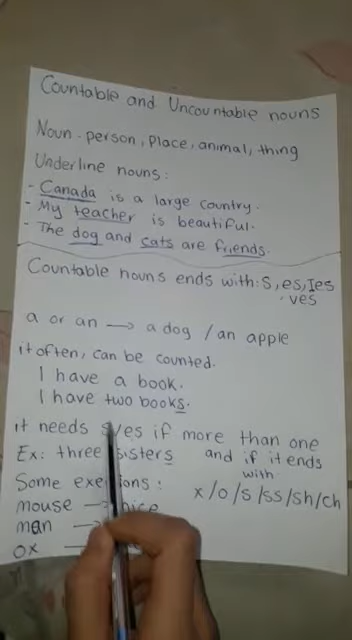 Countable and Uncountable nouns
Noun - person, place, animal, thing
Underline nouns:
- Canada is a large country.
- My teacher is beautiful.
- The dog and cats are friends.
Countable nouns ends with: S, es, Ies
ves
a or an → a dog / an apple
it often, can be counted.
I have a book.
I have two books.
it needs s/es if more than one
Ex: three sisters and if it ends
with:
x/o/s/ss/sh/ch
Some :
mouse →
man →
ox